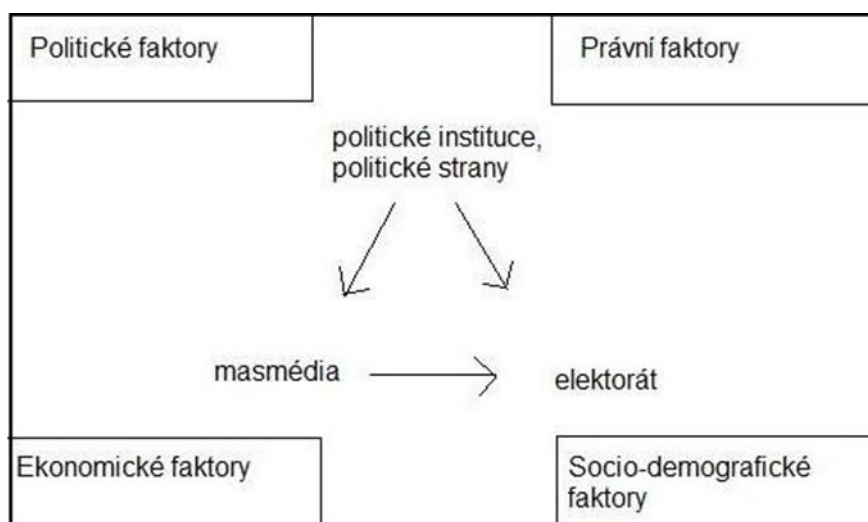 Politické faktory
Právní faktory
politické instituce,
politické strany
masmédia
elektorát
Ekonomické faktory
Socio-demografické
faktory